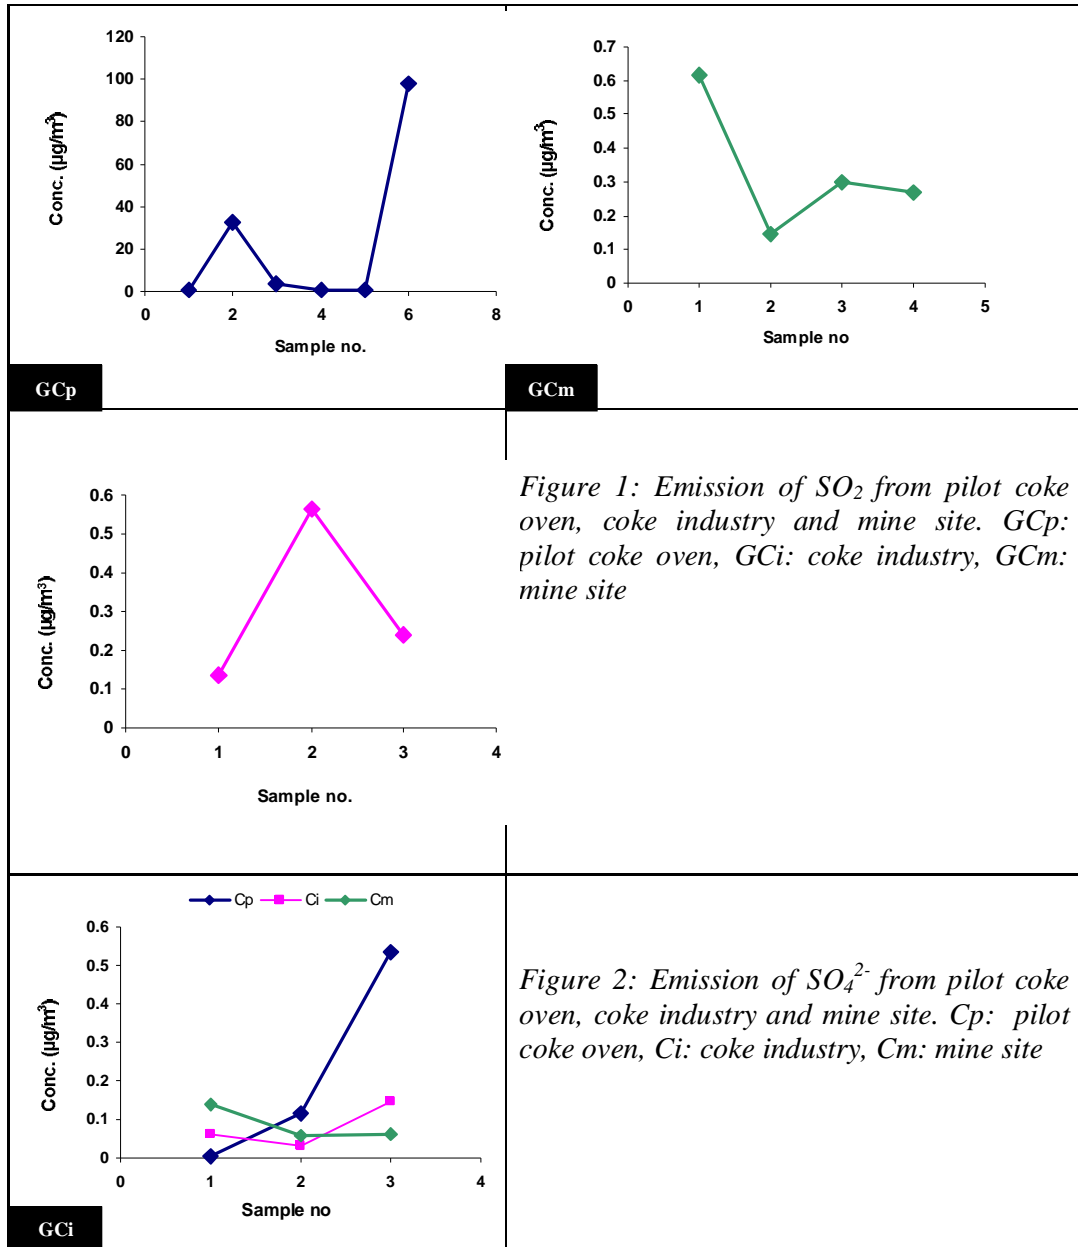 120
100
80
60
40
20
0
Conc. (µg/m³)
0 2 4 6 8
Sample no.
GCp
0.7
0.6
0.5
0.4
0.3
0.2
0.1
0
Conc. (µg/m³)
0 1 2 3 4 5
Sample no
GCm
0.6
0.5
0.4
0.3
0.2
0.1
0
Conc. (µg/m³)
0 1 2 3 4
Sample no.
Figure 1: Emission of SO₂ from pilot coke
oven, coke industry and mine site. GCp:
pilot coke oven, GCi: coke industry, GCm:
mine site
Cp Ci Cm
0.6
0.5
0.4
0.3
0.2
0.1
0
Conc. (µg/m³)
0 1 2 3 4
Sample no
GCi
Figure 2: Emission of SO₄²⁻ from pilot coke
oven, coke industry and mine site. Cp: pilot
coke oven, Ci: coke industry, Cm: mine site